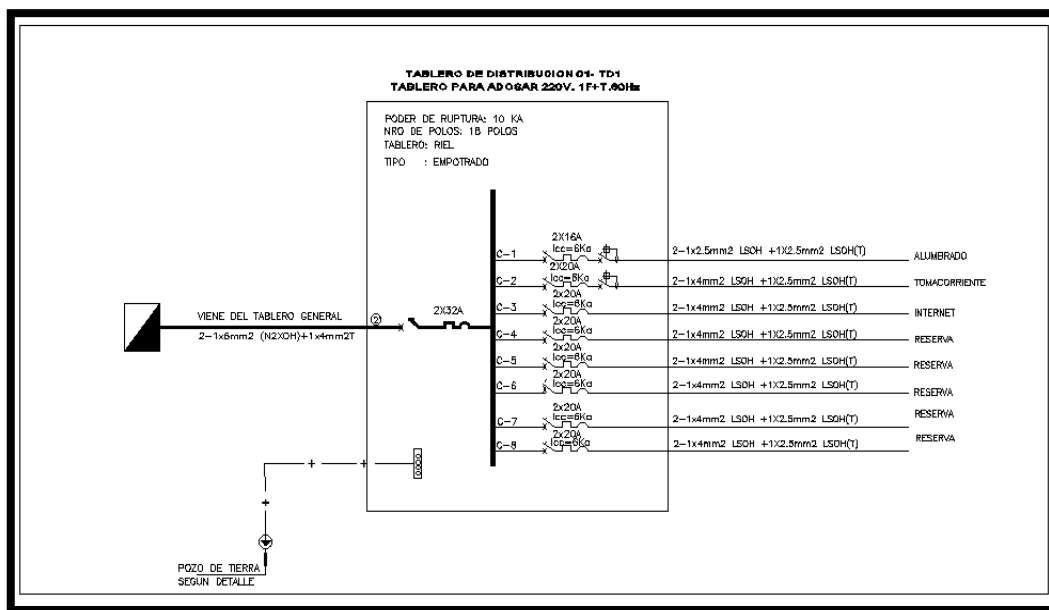 TABLERO DE DISTRIBUCION 01- TD1
TABLERO PARA ADOSAR 220V. 1F+T.60Hz
PODER DE RUPTURA: 10 KA
NRO DE POLOS: 18 POLOS
TABLERO: RIEL
TIPO : EMPOTRADO
C-1 2X16A Icc=6Ka 2-1x2.5mm2 LSOH +1X2.5mm2 LSOH(T) ALUMBRADO
C-2 2X20A Icc=6Ka 2-1x4mm2 LSOH +1X2.5mm2 LSOH(T) TOMACORRIENTE
C-3 2x20A Icc=6Ka 2-1x4mm2 LSOH +1X2.5mm2 LSOH(T) INTERNET
C-4 2x20A Icc=6Ka 2-1x4mm2 LSOH +1X2.5mm2 LSOH(T) RESERVA
C-5 2x20A Icc=6Ka 2-1x4mm2 LSOH +1X2.5mm2 LSOH(T) RESERVA
C-6 2x20A Icc=6Ka 2-1x4mm2 LSOH +1X2.5mm2 LSOH(T) RESERVA
C-7 2x20A Icc=6Ka 2-1x4mm2 LSOH +1X2.5mm2 LSOH(T) RESERVA
C-8 2x20A Icc=6Ka 2-1x4mm2 LSOH +1X2.5mm2 LSOH(T) RESERVA
VIENE DEL TABLERO GENERAL
2-1x6mm2 (N2XOH)+1x4mm2T
2
2X32A
POZO DE TIERRA
SEGUN DETALLE